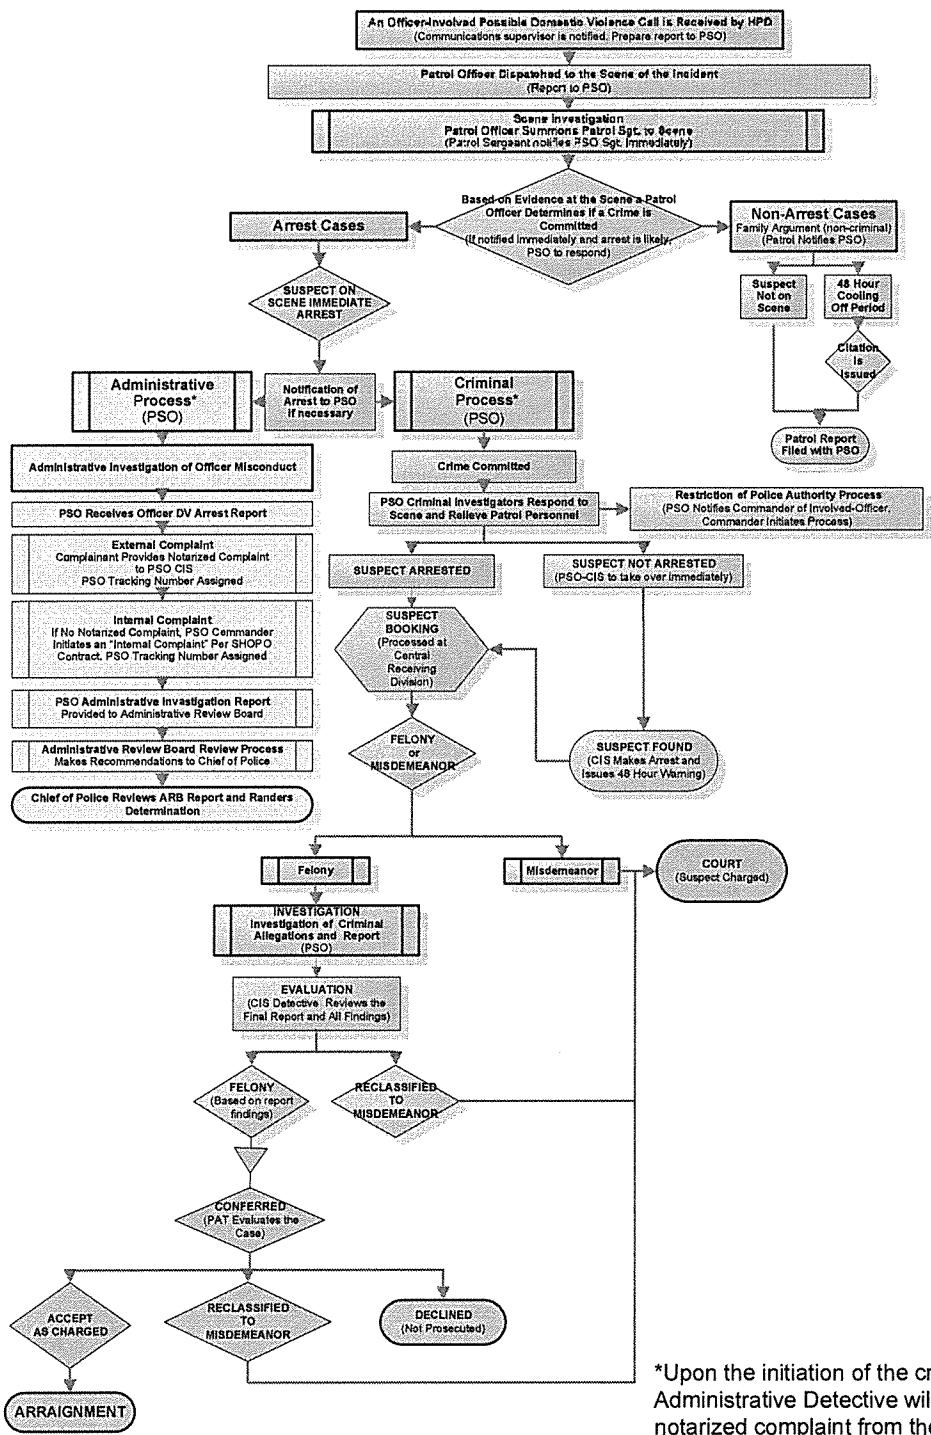 An Officer-Involved Possible Domestic Violence Call is Received by HPD
(Communications supervisor is notified. Prepare report to PSO)
Patrol Officer Dispatched to the Scene of the Incident
(Report to PSO)
Scene Investigation
Patrol Officer Summons Patrol Sgt. to Scene
(Patrol Sergeant notifies PSO Sgt. Immediately)
Based on Evidence at the Scene a Patrol
Officer Determines if a Crime is
Committed
(If notified immediately and arrest is likely,
PSO to respond)
Arrest Cases
Non-Arrest Cases
Family Argument (non-criminal)
(Patrol Notifies PSO)
SUSPECT ON
SCENE IMMEDIATE
ARREST
Suspect
Not on
Scene
48 Hour
Cooling
Off Period
Citation
is
Issued
Patrol Report
Filed with PSO
Administrative
Process*
(PSO)
Notification of
Arrest to PSO
if necessary
Criminal
Process*
(PSO)
Administrative Investigation of Officer Misconduct
Crime Committed
PSO Receives Officer DV Arrest Report
PSO Criminal Investigators Respond to
Scene and Relieve Patrol Personnel
Restriction of Police Authority Process
(PSO Notifies Commander of Involved-Officer,
Commander Initiates Process)
External Complaint
Complainant Provides Notarized Complaint
to PSO CIS
PSO Tracking Number Assigned
SUSPECT ARRESTED
SUSPECT NOT ARRESTED
(PSO-CIS to take over immediately)
Internal Complaint
If No Notarized Complaint, PSO Commander
Initiates an "Internal Complaint" Per SHOPO
Contract. PSO Tracking Number Assigned
SUSPECT
BOOKING
(Processed at
Central
Receiving
Division)
PSO Administrative Invastigation Report
Provided to Administrative Review Board
FELONY
or
MISDEMEANOR
SUSPECT FOUND
(CIS Makes Arrest and
Issues 48 Hour Warning)
Administrative Review Board Review Process
Makes Recommendations to Chief of Police
Chief of Police Reviews ARB Report and Randers
Determination
Felony
Misdemeanor
COURT
(Suspect Charged)
INVESTIGATION
Investigation of Criminal
Allegations and Report
(PSO)
EVALUATION
(CIS Detective Reviews the
Final Report and All Findings)
FELONY
(Based on report
findings)
RECLASSIFIED
TO
MISDEMEANOR
CONFERRED
(PAT Evaluates the
Case)
ACCEPT
AS CHARGED
RECLASSIFIED
TO
MISDEMEANOR
DECLINED
(Not Prosecuted)
ARRAIGNMENT
*Upon the initiation of the cr
Administrative Detective wil
notarized complaint from the